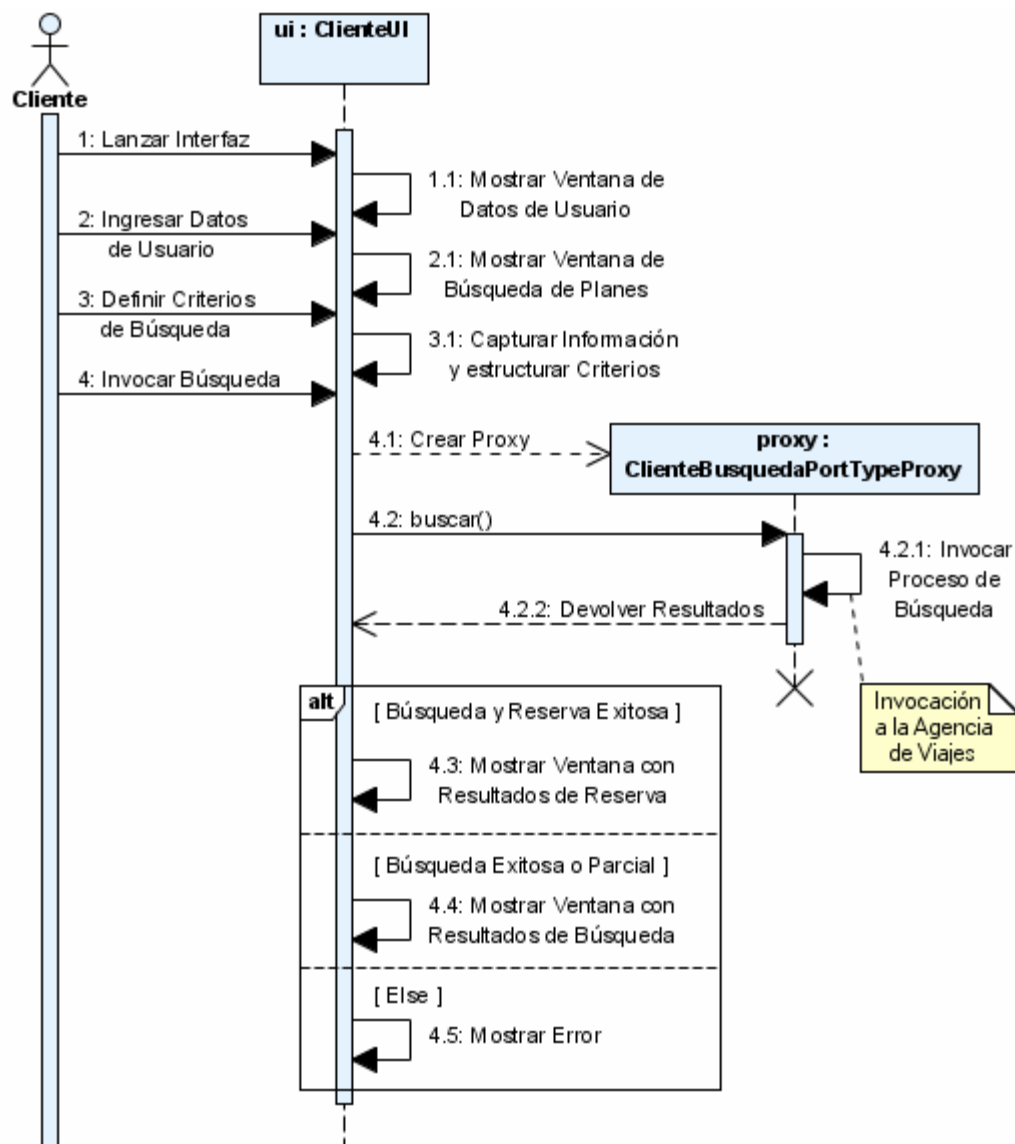 ui : ClienteUI
Cliente
1: Lanzar Interfaz
1.1: Mostrar Ventana de
Datos de Usuario
2: Ingresar Datos
de Usuario
2.1: Mostrar Ventana de
Búsqueda de Planes
3: Definir Criterios
de Búsqueda
3.1: Capturar Información
y estructurar Criterios
4: Invocar Búsqueda
4.1: Crear Proxy
proxy :
ClienteBusquedaPortTypeProxy
4.2: buscar()
4.2.1: Invocar
Proceso de
Búsqueda
4.2.2: Devolver Resultados
Invocación
a la Agencia
de Viajes
alt
[ Búsqueda y Reserva Exitosa ]
4.3: Mostrar Ventana con
Resultados de Reserva
[ Búsqueda Exitosa o Parcial ]
4.4: Mostrar Ventana con
Resultados de Búsqueda
[ Else ]
4.5: Mostrar Error